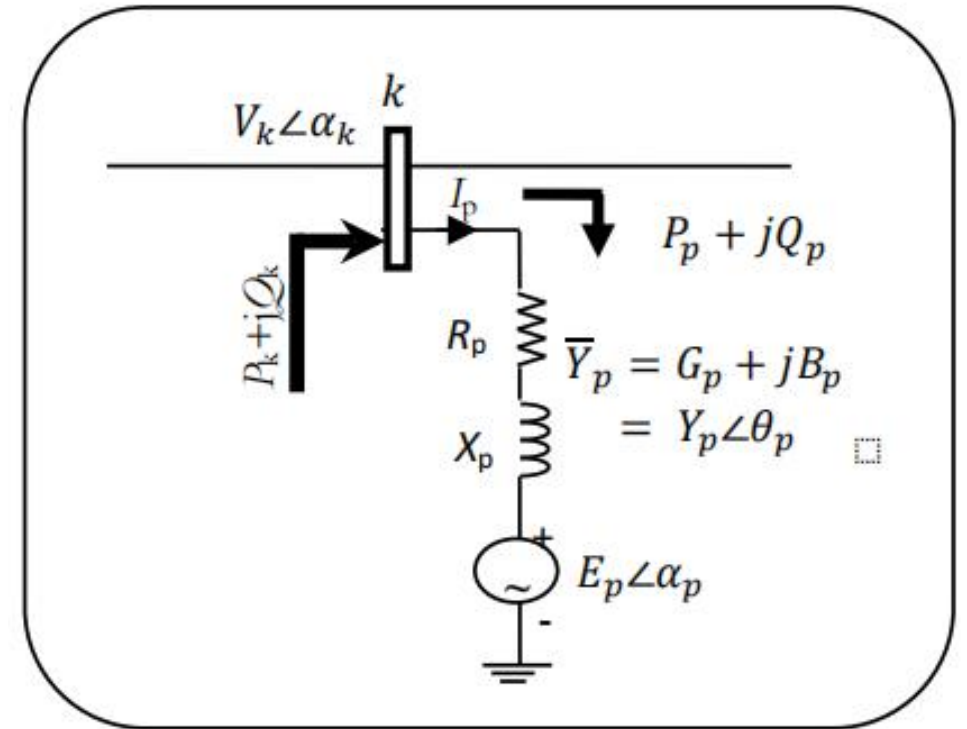 k
V_k∠α_k
I_p
P_p + jQ_p
P_k+jQ_k
R_p
Y̅_p = G_p + jB_p
= Y_p∠θ_p
X_p
+
~
E_p∠α_p
-